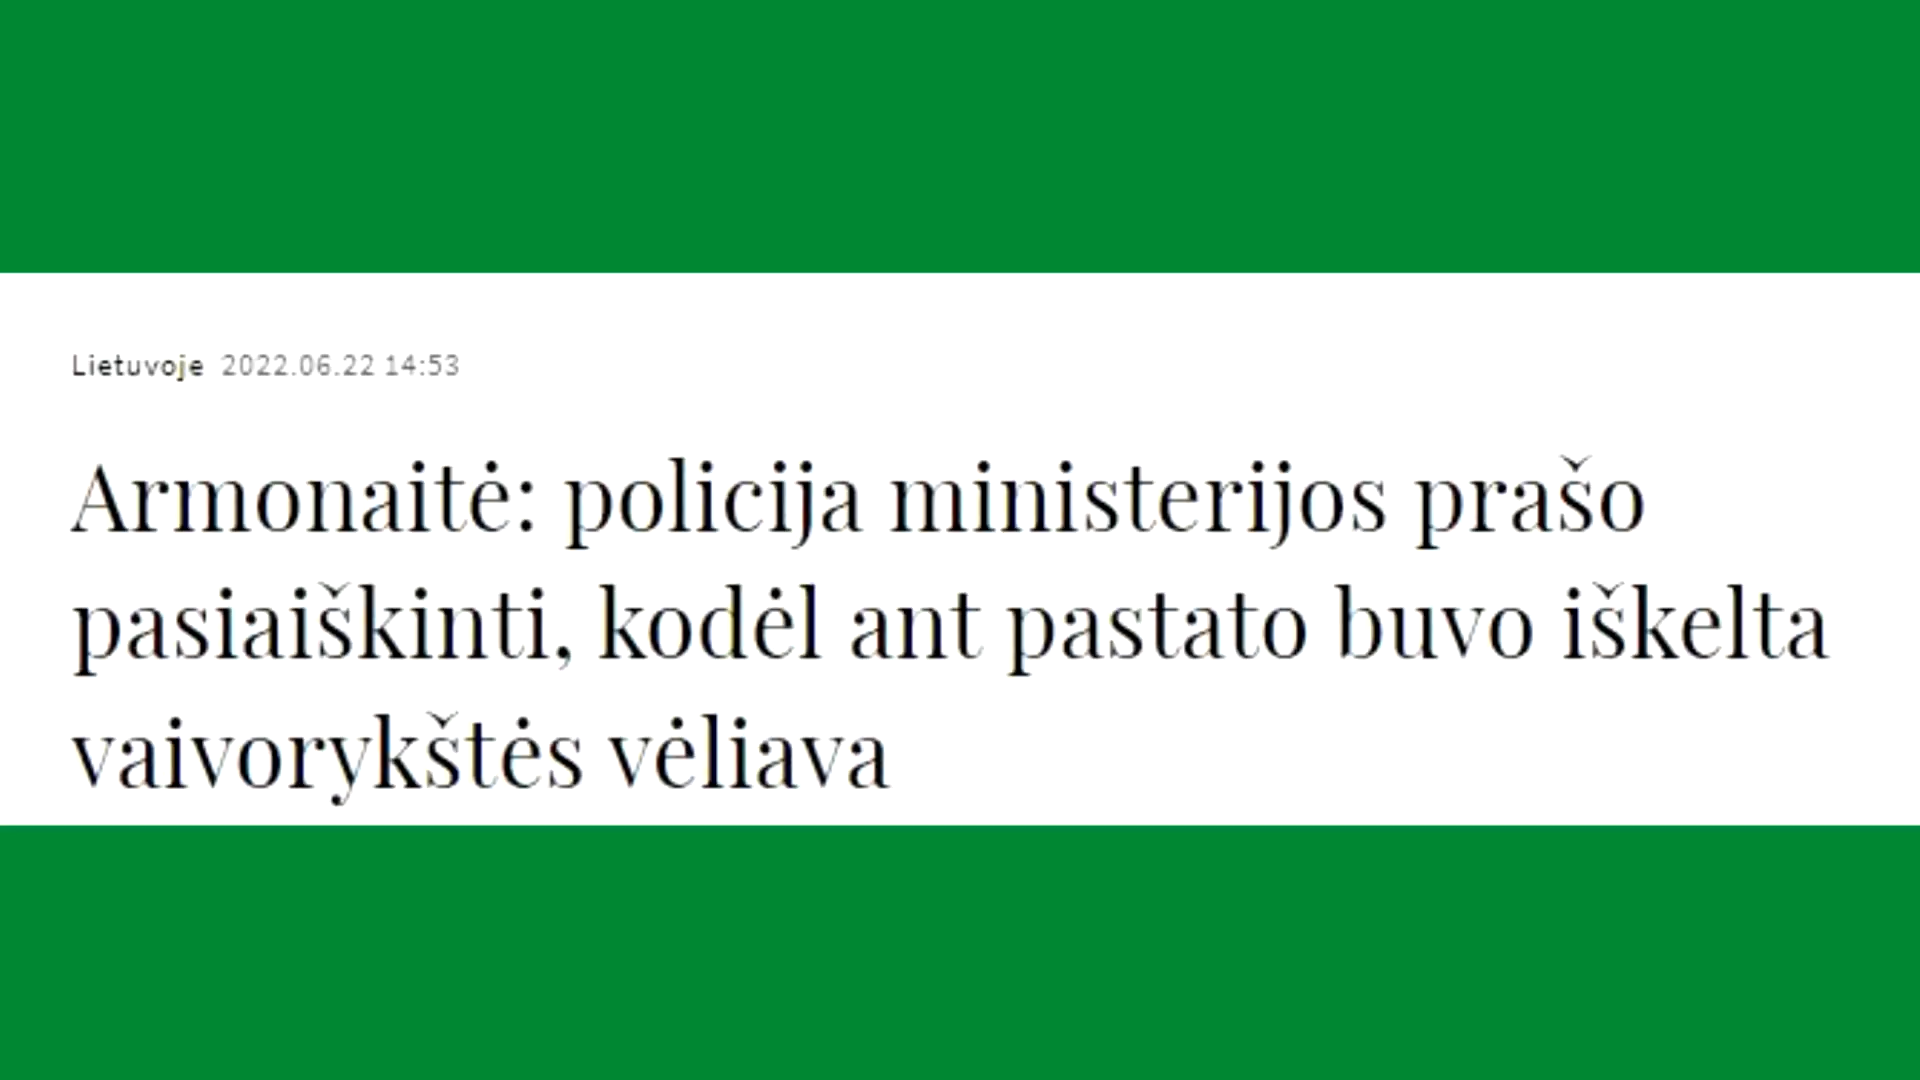 Lietuvoje 2022.06.22 14:53
Armonaitė: policija ministerijos prašo
pasiaiškinti, kodėl ant pastato buvo iškelta
vaivorykštės vėliava